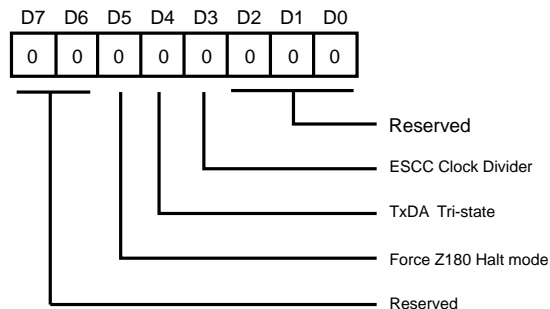 D7 D6 D5 D4 D3 D2 D1 D0
0 0 0 0 0 0 0 0
Reserved
ESCC Clock Divider
TxDA Tri-state
Force Z180 Halt mode
Reserved